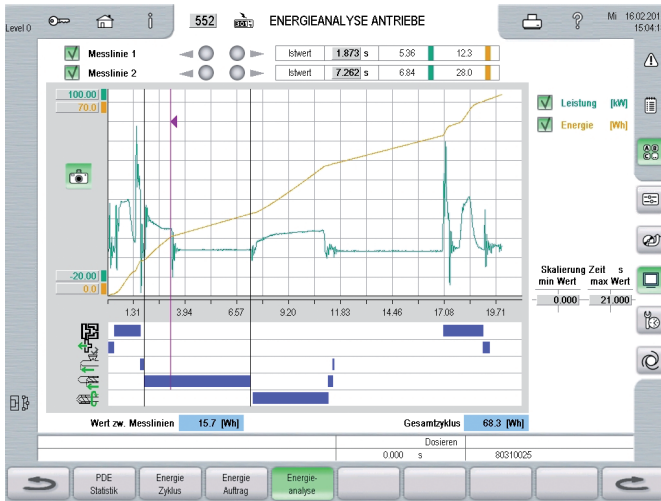 Level 0
552
ENERGIEANALYSE ANTRIEBE
?
Mi 16.02.201
15:04:1
Messlinie 1
Istwert 1.873 s 5.36 12.3
Messlinie 2
Istwert 7.262 s 6.84 28.0
100.00
70.0
Leistung [kW]
Energie [Wh]
-20.00
0.0
Skalierung Zeit s
min Wert max Wert
0.000 21.000
1.31 3.94 6.57 9.20 11.83 14.46 17.08 19.71
Wert zw. Messlinien 15.7 [Wh]
Gesamtzyklus 68.3 [Wh]
Dosieren
0.000 s 80310025
PDE
Statistik
Energie
Zyklus
Energie
Auftrag
Energie-
analyse